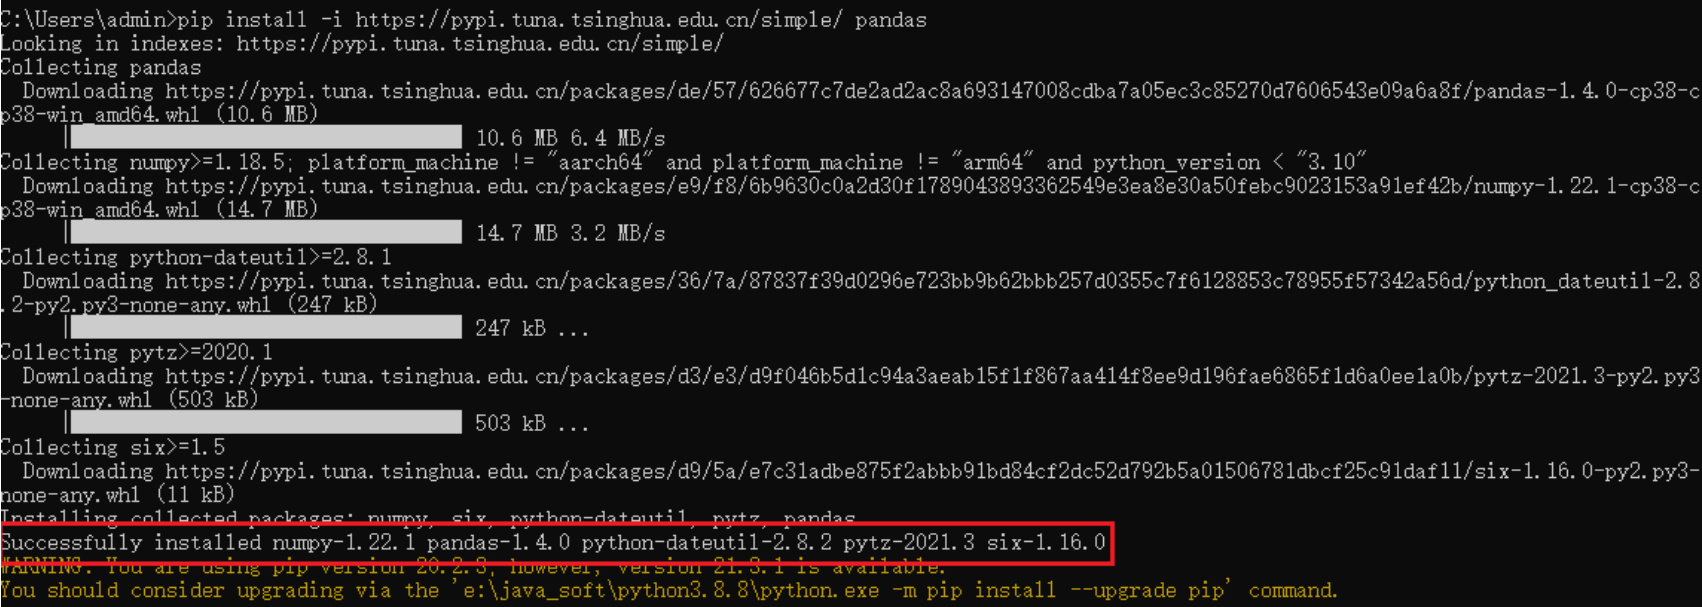 C:\Users\admin>pip install -i https://pypi.tuna.tsinghua.edu.cn/simple/ pandas
Looking in indexes: https://pypi.tuna.tsinghua.edu.cn/simple/
Collecting pandas
Downloading https://pypi.tuna.tsinghua.edu.cn/packages/de/57/626677c7de2ad2ac8a693147008cdba7a05ec3c85270d7606543e09a6a8f/pandas-1.4.0-cp38-c
p38-win_amd64.whl (10.6 MB)
10.6 MB 6.4 MB/s
Collecting numpy>=1.18.5; platform_machine != "aarch64" and platform_machine != "arm64" and python_version < "3.10"
Downloading https://pypi.tuna.tsinghua.edu.cn/packages/e9/f8/6b9630c0a2d30f1789043893362549e3ea8e30a50febc9023153a91ef42b/numpy-1.22.1-cp38-c
p38-win_amd64.whl (14.7 MB)
14.7 MB 3.2 MB/s
Collecting python-dateutil>=2.8.1
Downloading https://pypi.tuna.tsinghua.edu.cn/packages/36/7a/87837f39d0296e723bb9b62bbb257d0355c7f6128853c78955f57342a56d/python_dateutil-2.8
.2-py2.py3-none-any.whl (247 kB)
247 kB ...
Collecting pytz>=2020.1
Downloading https://pypi.tuna.tsinghua.edu.cn/packages/d3/e3/d9f046b5d1c94a3aeab15f1f867aa414f8ee9d196fae6865f1d6a0ee1a0b/pytz-2021.3-py2.py3
-none-any.whl (503 kB)
503 kB ...
Collecting six>=1.5
Downloading https://pypi.tuna.tsinghua.edu.cn/packages/d9/5a/e7c31adbe875f2abbb91bd84cf2dc52d792b5a01506781dbcf25c91daf11/six-1.16.0-py2.py3-
none-any.whl (11 kB)
Installing collected packages: numpy, six, python-dateutil, pytz, pandas
Successfully installed numpy-1.22.1 pandas-1.4.0 python-dateutil-2.8.2 pytz-2021.3 six-1.16.0
WARNING: You are using pip version 20.2.3; however, version 21.3.1 is available.
You should consider upgrading via the 'e:\java_soft\python3.8.8\python.exe -m pip install --upgrade pip' command.